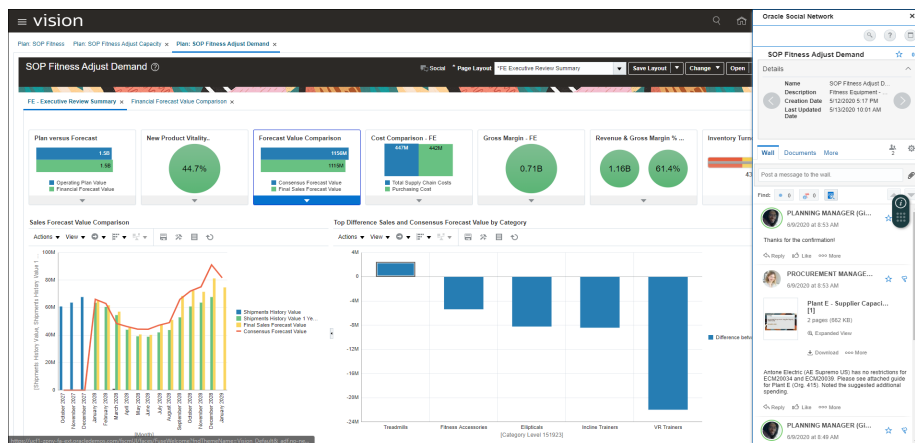 vision
Oracle Social Network
Plan: SOP Fitness
Plan: SOP Fitness Adjust Capacity
Plan: SOP Fitness Adjust Demand
SOP Fitness Adjust Demand
Social
* Page Layout
*FE Executive Review Summary
Save Layout
Change
Open
FE - Executive Review Summary
Financial Forecast Value Comparison
Plan versus Forecast
1.5B
1.5B
Operating Plan Value
Financial Forecast Value
New Product Vitality..
44.7%
Forecast Value Comparison
1156M
1115M
Consensus Forecast Value
Final Sales Forecast Value
Cost Comparison - FE
447M
442M
Total Supply Chain Costs
Purchasing Cost
Gross Margin - FE
0.71B
Revenue & Gross Margin % ...
1.16B
61.4%
Inventory Turn
43
Sales Forecast Value Comparison
Actions
View
100M
80M
60M
40M
20M
0
[Shipments History Value, Shipments History Value 1 ...
October 2027
November 2027
December 2027
January 2028
February 2028
March 2028
April 2028
May 2028
June 2028
July 2028
August 2028
September 2028
October 2028
November 2028
December 2028
January 2029
[Month]
Shipments History Value
Shipments History Value 1 Ye...
Final Sales Forecast Value
Consensus Forecast Value
Top Difference Sales and Consensus Forecast Value by Category
Actions
View
4M
0
-4M
-8M
-12M
-16M
-20M
-24M
Treadmills
Fitness Accessories
Ellipticals
Incline Trainers
VR Trainers
[Category Level 151923]
Difference betw
SOP Fitness Adjust Demand
Details
Name
SOP Fitness Adjust D...
Description
Fitness Equipment - ...
Creation Date
5/12/2020 5:17 PM
Last Updated Date
5/13/2020 10:01 AM
Wall
Documents
More
2
Post a message to the wall.
Find:
0
0
PLANNING MANAGER (GI...
6/9/2020 at 8:53 AM
Thanks for the confirmation!
Reply
Like
More
PROCUREMENT MANAGE...
6/9/2020 at 8:53 AM
Plant E - Supplier Capaci...
[1]
2 pages (662 KB)
Expanded View
Download
More
Antone Electric (AE Supremo US) has no restrictions for
ECM20034 and ECM20039. Please see attached guide
for Plant E (Org: 415). Noted the suggested additional
spending.
Reply
Like
More
PLANNING MANAGER (GI...
6/9/2020 at 8:49 AM